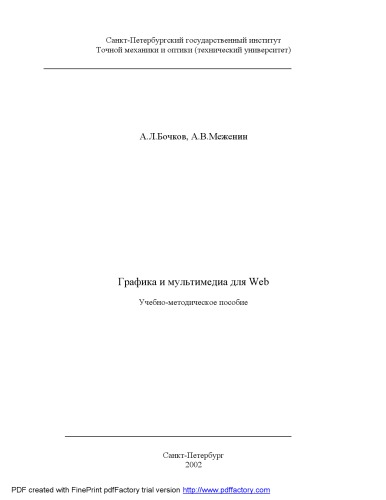 Санкт-Петербургский государственный институт
Точной механики и оптики (технический университет)
А.Л.Бочков, А.В.Меженин
Графика и мультимедиа для Web
Учебно-методическое пособие
Санкт-Петербург
2002
PDF created with FinePrint pdfFactory trial version http://www.pdffactory.com